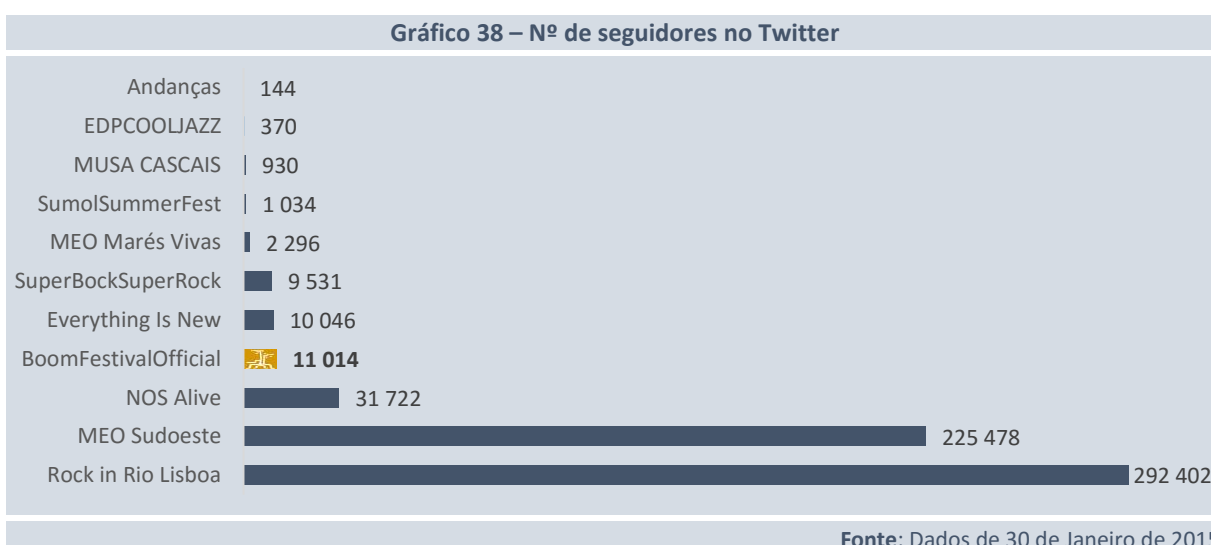 Gráfico 38 – Nº de seguidores no Twitter
Andanças 144
EDPCOOLJAZZ 370
MUSA CASCAIS 930
SumolSummerFest 1 034
MEO Marés Vivas 2 296
SuperBockSuperRock 9 531
Everything Is New 10 046
BoomFestivalOfficial 11 014
NOS Alive 31 722
MEO Sudoeste 225 478
Rock in Rio Lisboa 292 402
Fonte: Dados de 30 de Janeiro de 2015